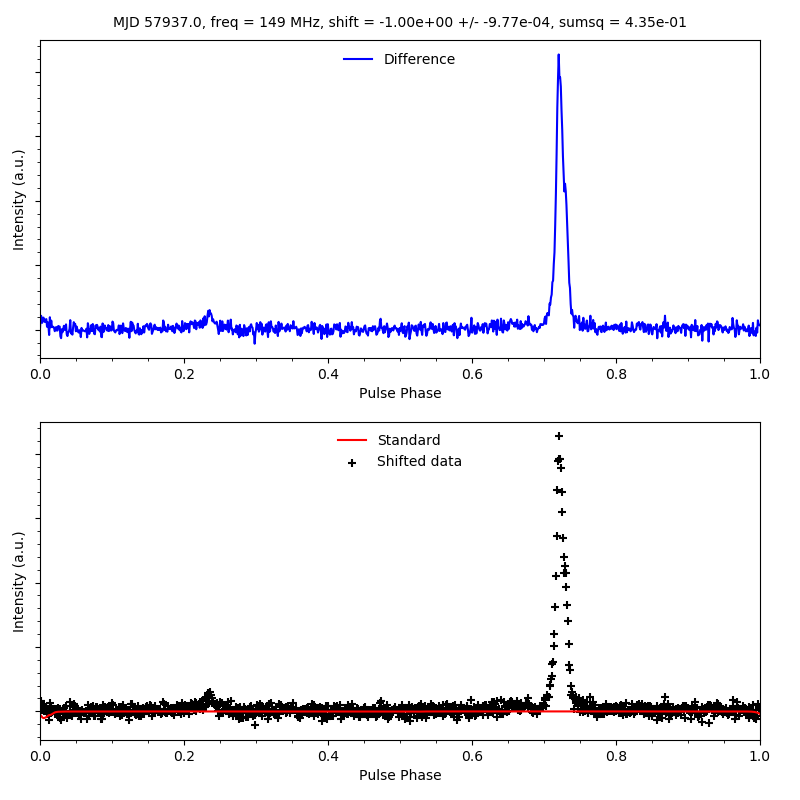 MJD 57937.0, freq = 149 MHz, shift = -1.00e+00 +/- -9.77e-04, sumsq = 4.35e-01
Difference
Intensity (a.u.)
0.0 0.2 0.4 0.6 0.8 1.0
Pulse Phase
Standard
Shifted data
Intensity (a.u.)
0.0 0.2 0.4 0.6 0.8 1.0
Pulse Phase